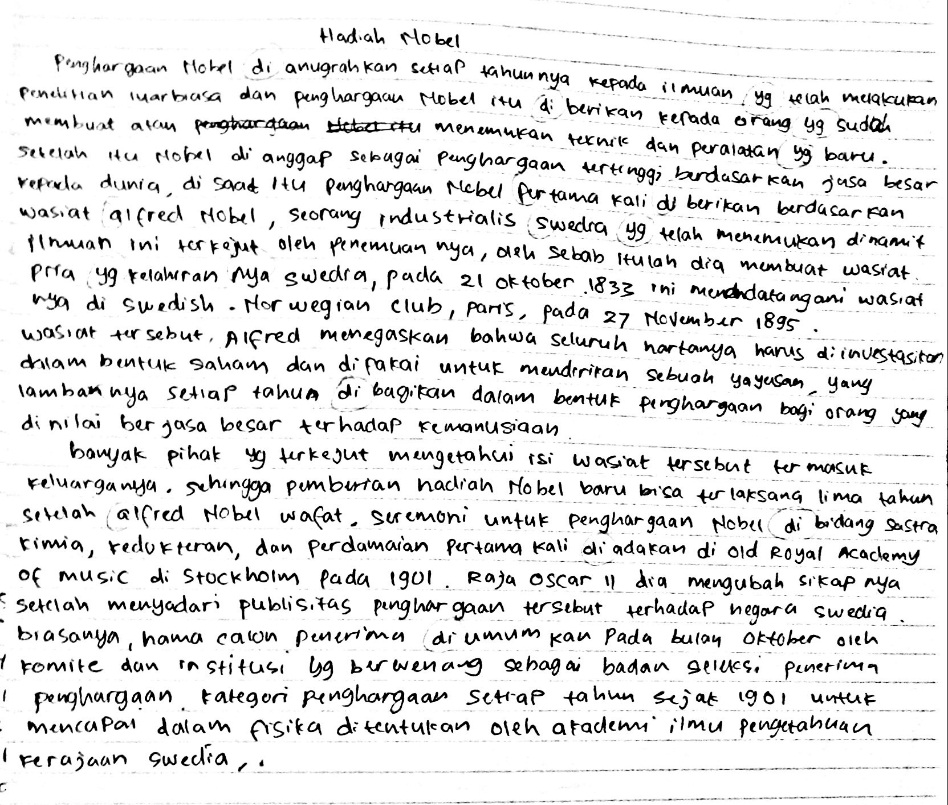 Hadiah Nobel
Penghargaan Nobel di anugrahkan setiap tahunnya kepada ilmuan yg telah melakukan
Penelitian luarbiasa dan penghargaan Nobel itu di berikan kepada orang yg sudah
membuat atau penghargaan Nobel itu menemukan teknik dan peralatan yg baru.
setelah itu Nobel di anggap sebagai penghargaan tertinggi berdasarkan jasa besar
kepada dunia, di saat itu penghargaan Nobel pertama kali di berikan berdasarkan
wasiat alfred Nobel, seorang industrialis swedia yg telah menemukan dinamit
ilmuan ini terkejut oleh penemuan nya, oleh sebab itulah dia membuat wasiat.
Pria yg kelahiran Nya swedia, pada 21 oktober 1833 ini menandatangani wasiat
nya di swedish. Norwegian club, paris, pada 27 November 1895.
wasiat tersebut, Alfred menegaskan bahwa seluruh hartanya harus di investasikan
dalam bentuk saham dan di pakai untuk mendirikan sebuah yayasan, yang
lamban nya setiap tahun di bagikan dalam bentuk penghargaan bagi orang yang
di nilai berjasa besar terhadap kemanusiaan.
banyak pihak yg terkejut mengetahui isi wasiat tersebut termasuk
keluarganya. sehingga pemberian hadiah Nobel baru bisa terlaksana lima tahun
setelah alfred Nobel wafat. seremoni untuk penghargaan Nobel di bidang sastra
kimia, kedokteran, dan perdamaian pertama kali di adakan di old Royal Academy
of music di Stockholm pada 1901. Raja Oscar II dia mengubah sikap nya
setelah menyadari publisitas penghargaan tersebut terhadap negara swedia.
biasanya, nama calon penerima di umumkan pada bulan oktober oleh
komite dan institusi yg berwenang sebagai badan seleksi penerima
penghargaan. kategori penghargaan setiap tahun sejak 1901 untuk
mencapai dalam fisika di tentukan oleh akademi ilmu pengetahuan
kerajaan swedia,.